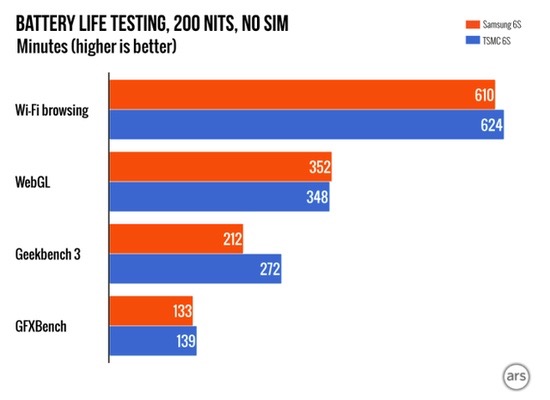 BATTERY LIFE TESTING, 200 NITS, NO SIM
Minutes (higher is better)
Samsung 6S
TSMC 6S
Wi-Fi browsing
610
624
WebGL
352
348
Geekbench 3
212
272
GFXBench
133
139
ars